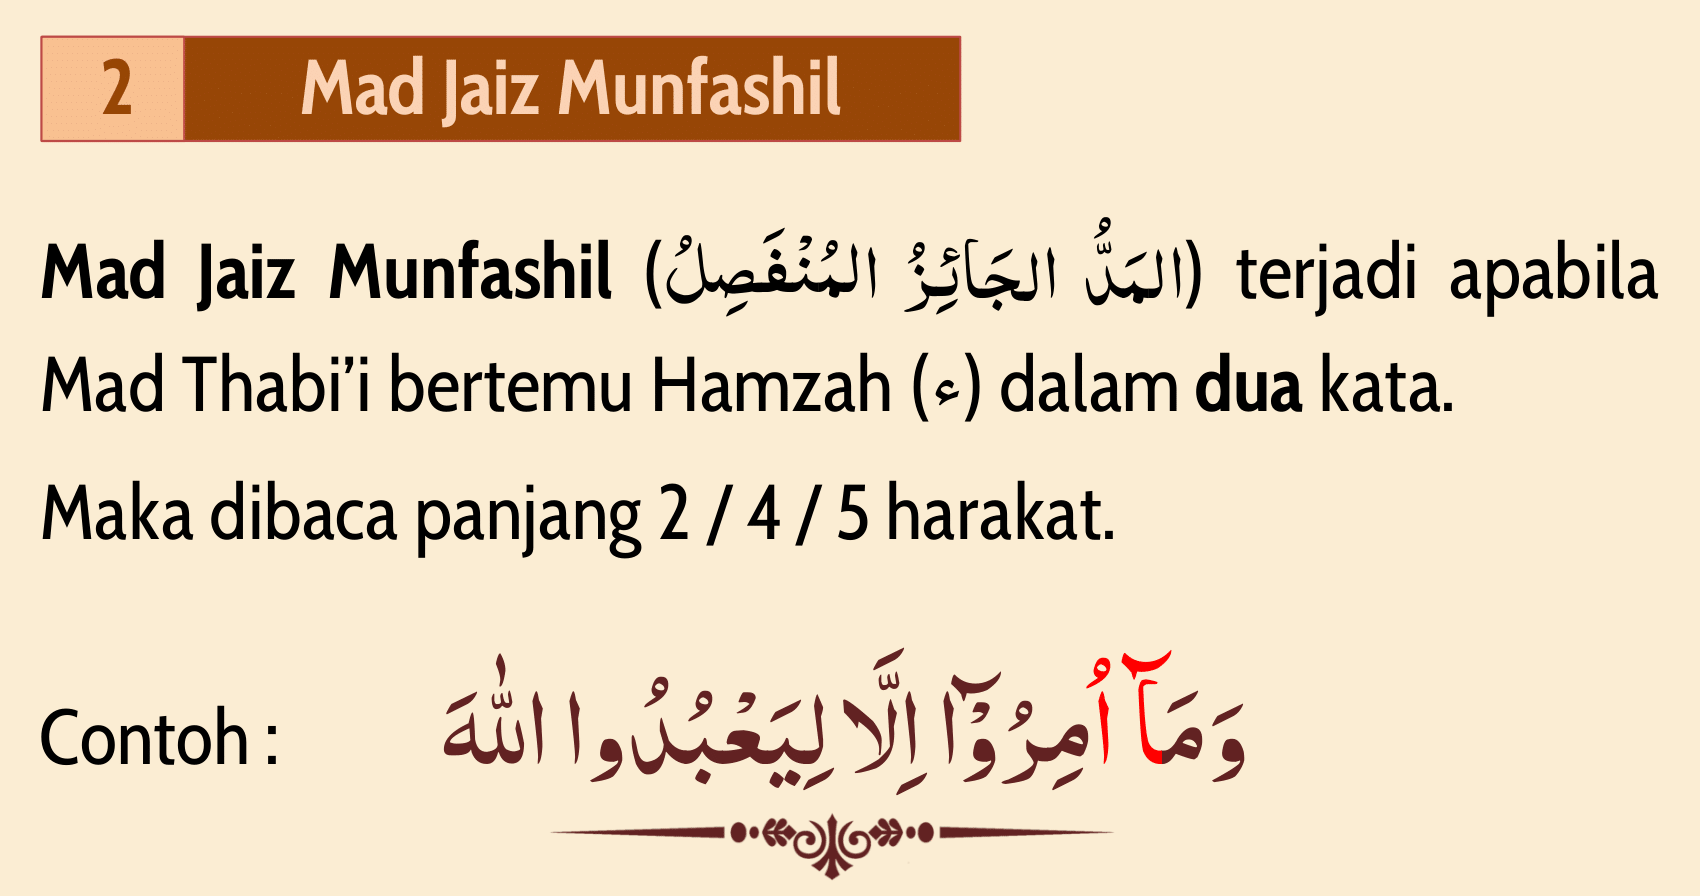 2 Mad Jaiz Munfashil
Mad Jaiz Munfashil (المَدُّ الجَائِزُ المُنْفَصِلُ) terjadi apabila
Mad Thabi’i bertemu Hamzah (ء) dalam dua kata.
Maka dibaca panjang 2 / 4 / 5 harakat.
Contoh : وَمَآ اُمِرُوْٓا اِلَّا لِيَعْبُدُوا اللّٰهَ